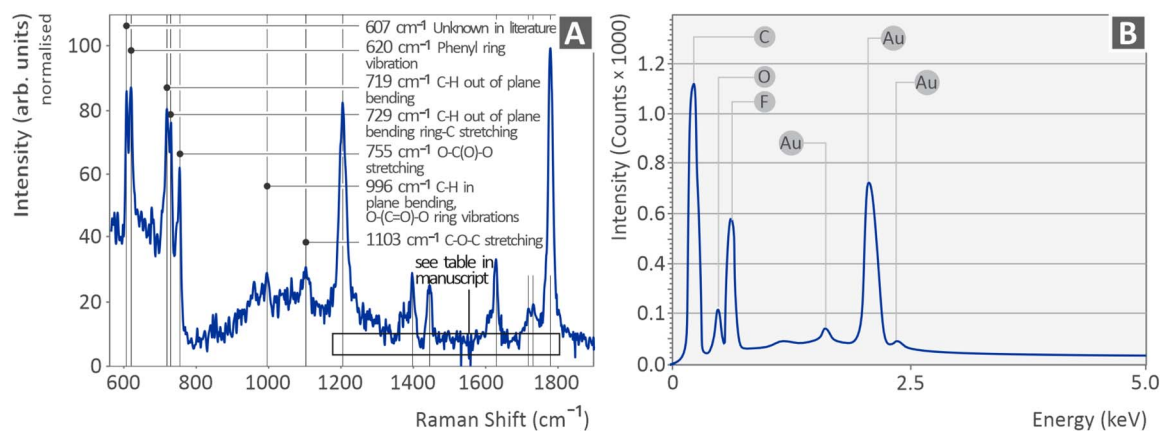 Intensity (arb. units)
normalised
100
80
60
40
20
0
600
800
1000
1200
1400
1600
1800
Raman Shift (cm⁻¹)
A
607 cm⁻¹ Unknown in literature
620 cm⁻¹ Phenyl ring
vibration
719 cm⁻¹ C-H out of plane
bending
729 cm⁻¹ C-H out of plane
bending ring-C stretching
755 cm⁻¹ O-C(O)-O
stretching
996 cm⁻¹ C-H in
plane bending,
O-(C=O)-O ring vibrations
1103 cm⁻¹ C-O-C stretching
see table in
manuscript
B
Intensity (Counts x 1000)
1.2
1.0
0.8
0.6
0.4
0.1
0.0
0
2.5
5.0
Energy (keV)
C
O
F
Au
Au
Au